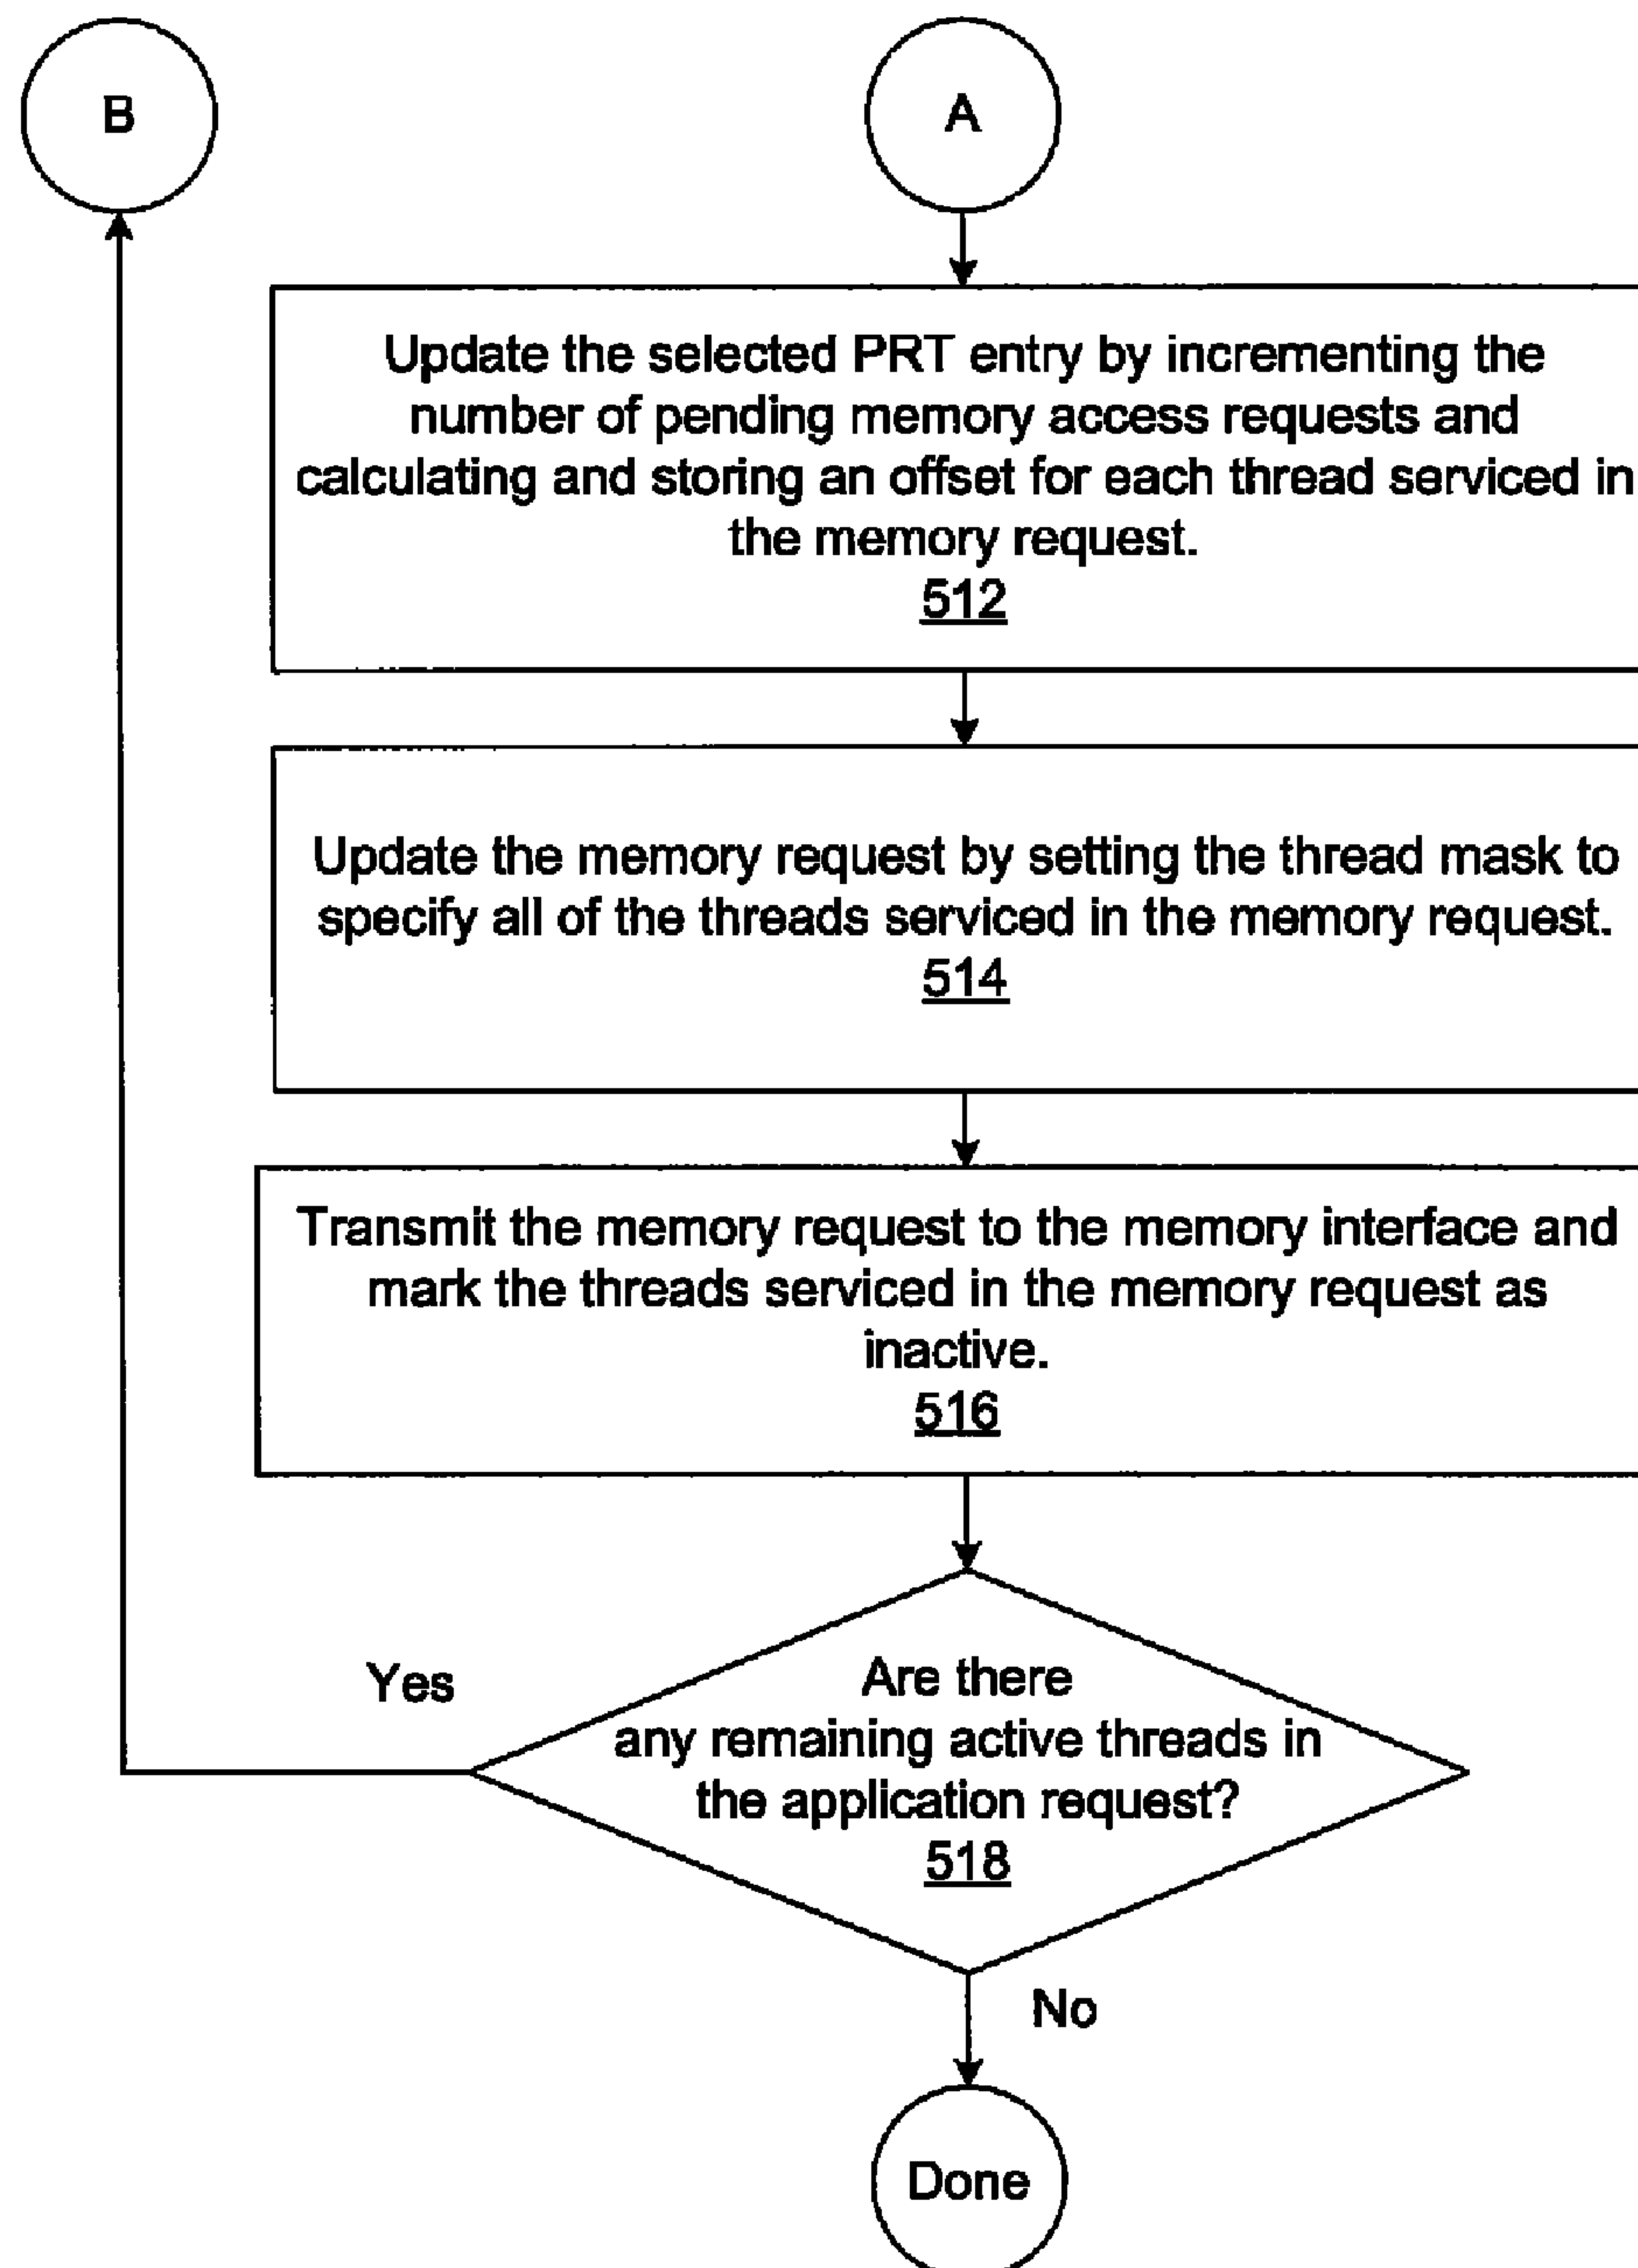 B
A
Update the selected PRT entry by incrementing the
number of pending memory access requests and
calculating and storing an offset for each thread serviced in
the memory request.
512
Update the memory request by setting the thread mask to
specify all of the threads serviced in the memory request.
514
Transmit the memory request to the memory interface and
mark the threads serviced in the memory request as
inactive.
516
Yes
Are there
any remaining active threads in
the application request?
518
No
Done